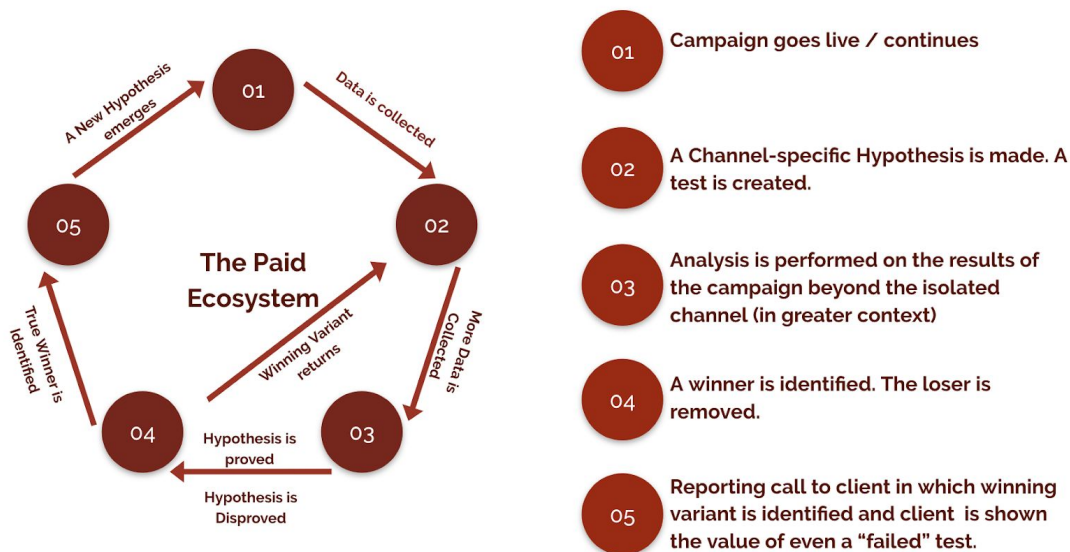 01
Data is collected
02
More Data is
Collected
03
Hypothesis is
proved
Hypothesis is
Disproved
04
Winning Variant
returns
True Winner is
Identified
05
A New Hypothesis
emerges
The Paid
Ecosystem
01
Campaign goes live / continues
02
A Channel-specific Hypothesis is made. A
test is created.
03
Analysis is performed on the results of
the campaign beyond the isolated
channel (in greater context)
04
A winner is identified. The loser is
removed.
05
Reporting call to client in which winning
variant is identified and client is shown
the value of even a “failed” test.